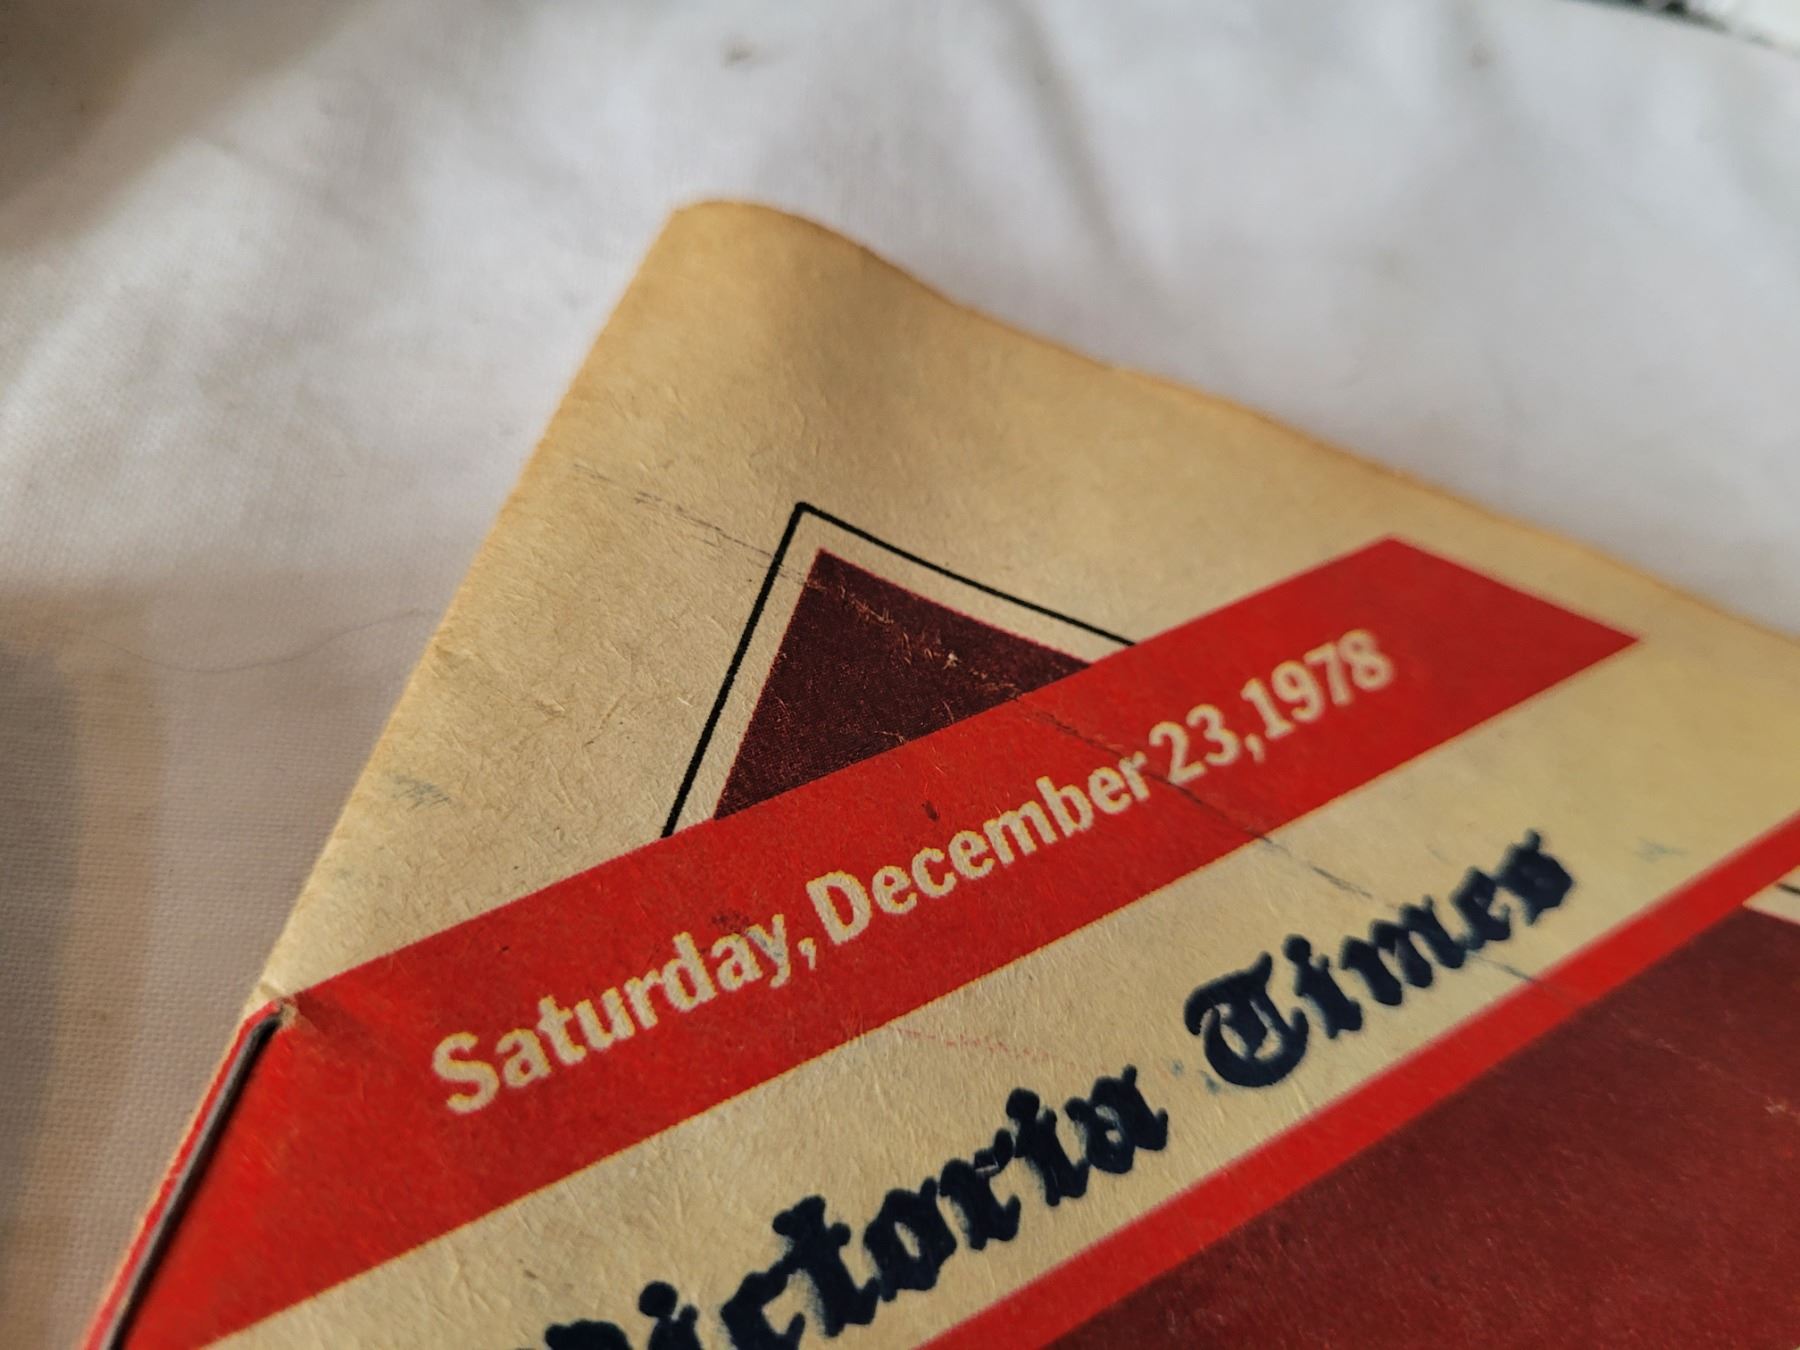 Saturday, December 23, 1978
Victoria Times